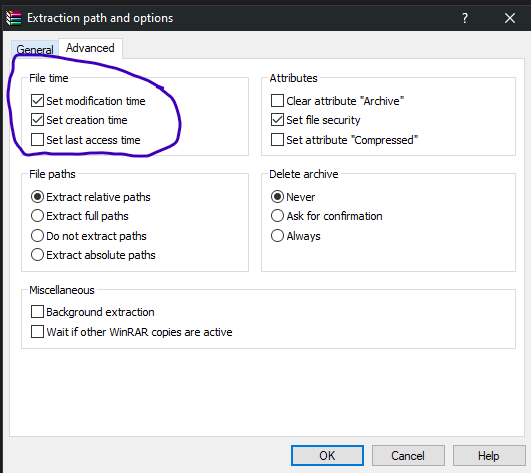 Extraction path and options
?
General
Advanced
File time
Set modification time
Set creation time
Set last access time
Attributes
Clear attribute "Archive"
Set file security
Set attribute "Compressed"
File paths
Extract relative paths
Extract full paths
Do not extract paths
Extract absolute paths
Delete archive
Never
Ask for confirmation
Always
Miscellaneous
Background extraction
Wait if other WinRAR copies are active
OK
Cancel
Help